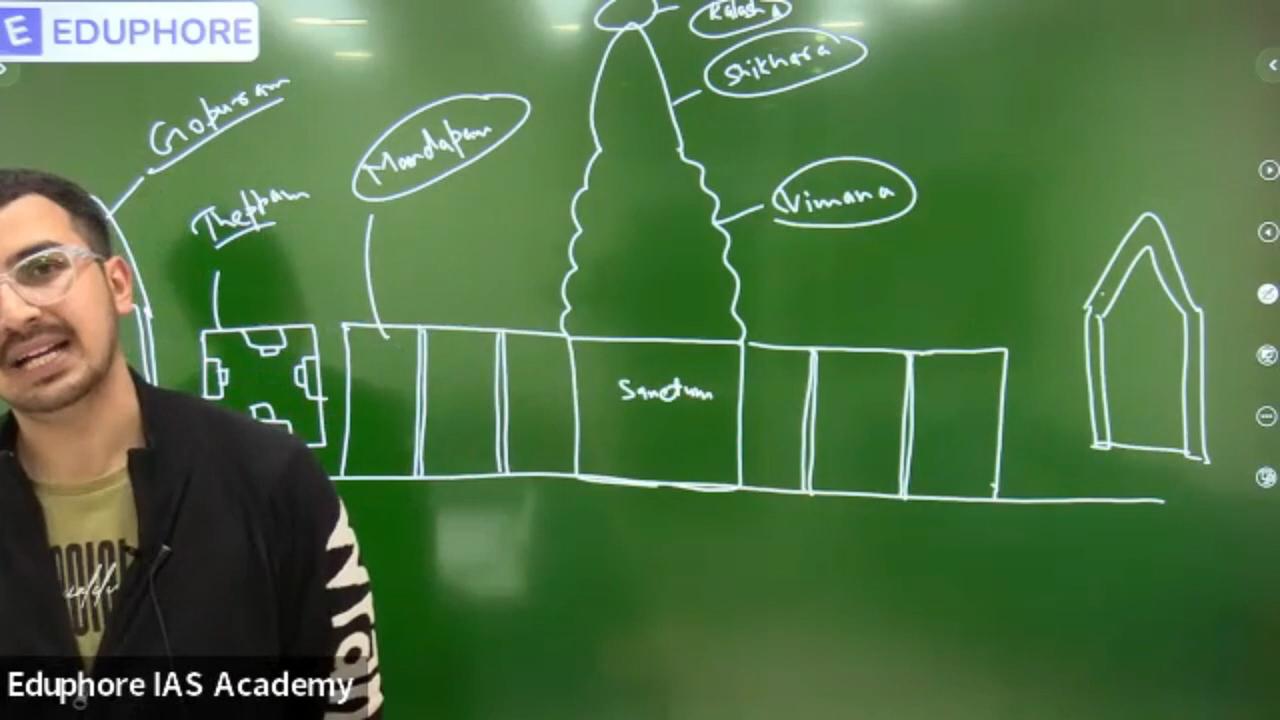 E EDUPHORE
Kalash
Shikhara
Gopuram
Mandapam
Vimana
Theppam
Sanctum
Eduphore IAS Academy